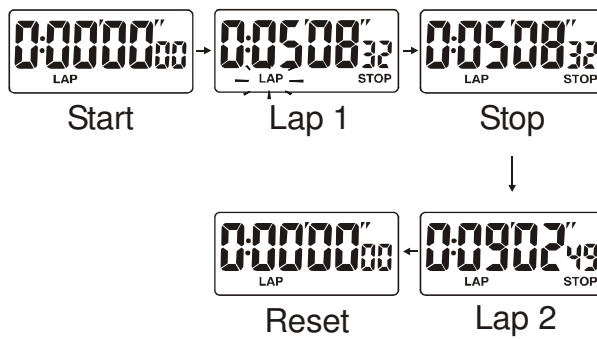 0:00'00"00
LAP
Start
0:05'08"32
LAP STOP
Lap 1
0:05'08"32
LAP STOP
Stop
0:09'02"49
LAP STOP
Lap 2
0:00'00"00
LAP
Reset